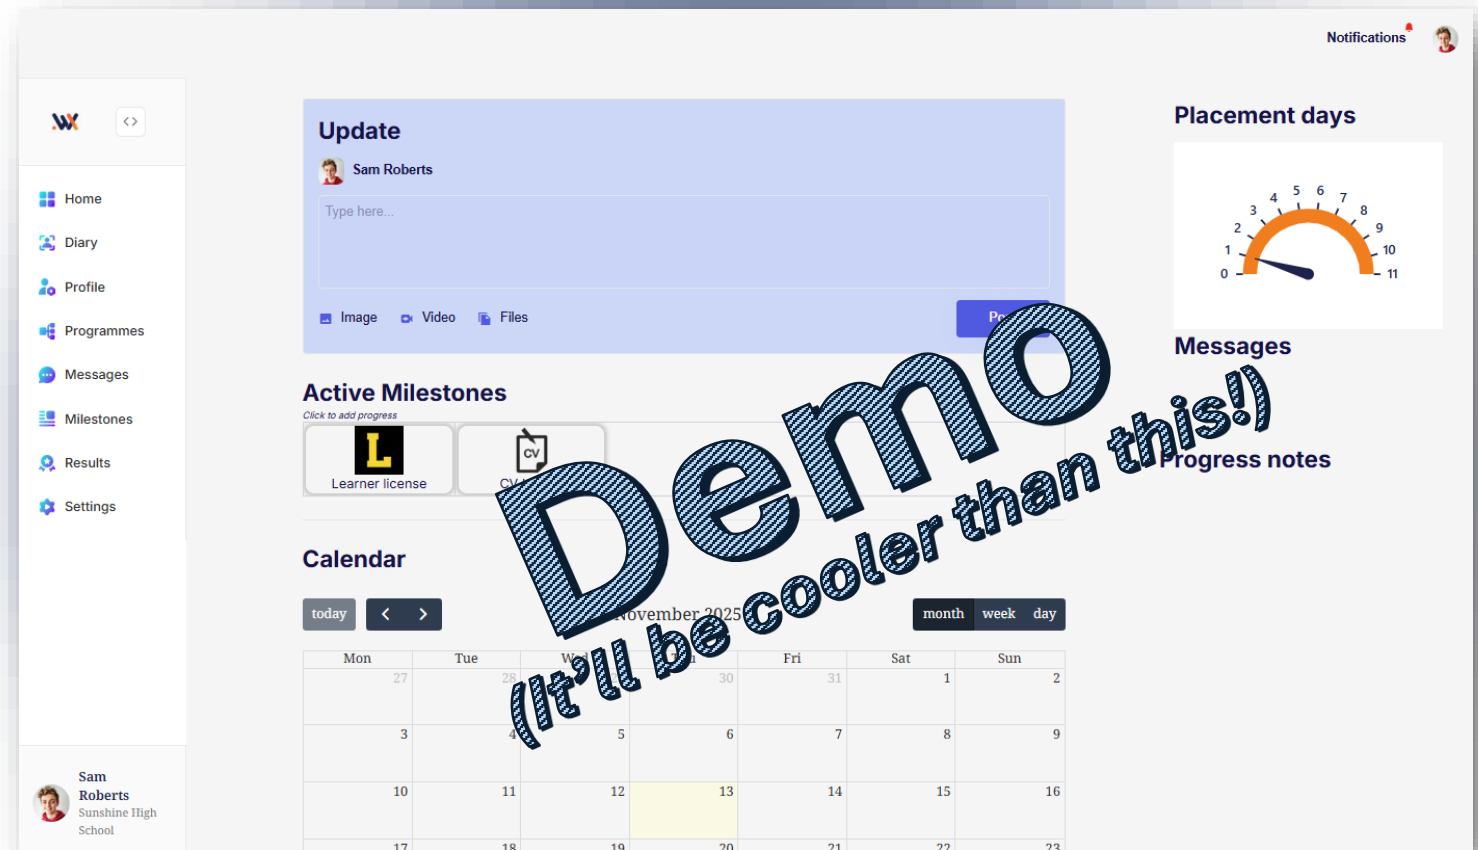 Notifications
WX
<>
Home
Diary
Profile
Programmes
Messages
Milestones
Results
Settings
Sam
Roberts
Sunshine High
School
Update
Sam Roberts
Type here...
Image Video Files
Active Milestones
Click to add progress
L
Learner license
CV
CV
Calendar
today
November 2025
month week day
Mon Tue Wed Fri Sat Sun
27 28 30 31 1 2
3 4 5 6 7 8 9
10 11 12 13 14 15 16
17 18 19 20 21 22 23
Placement days
0 1 2 3 4 5 6 7 8 9 10 11
Messages
Progress notes
Demo
(It'll be cooler than this!)